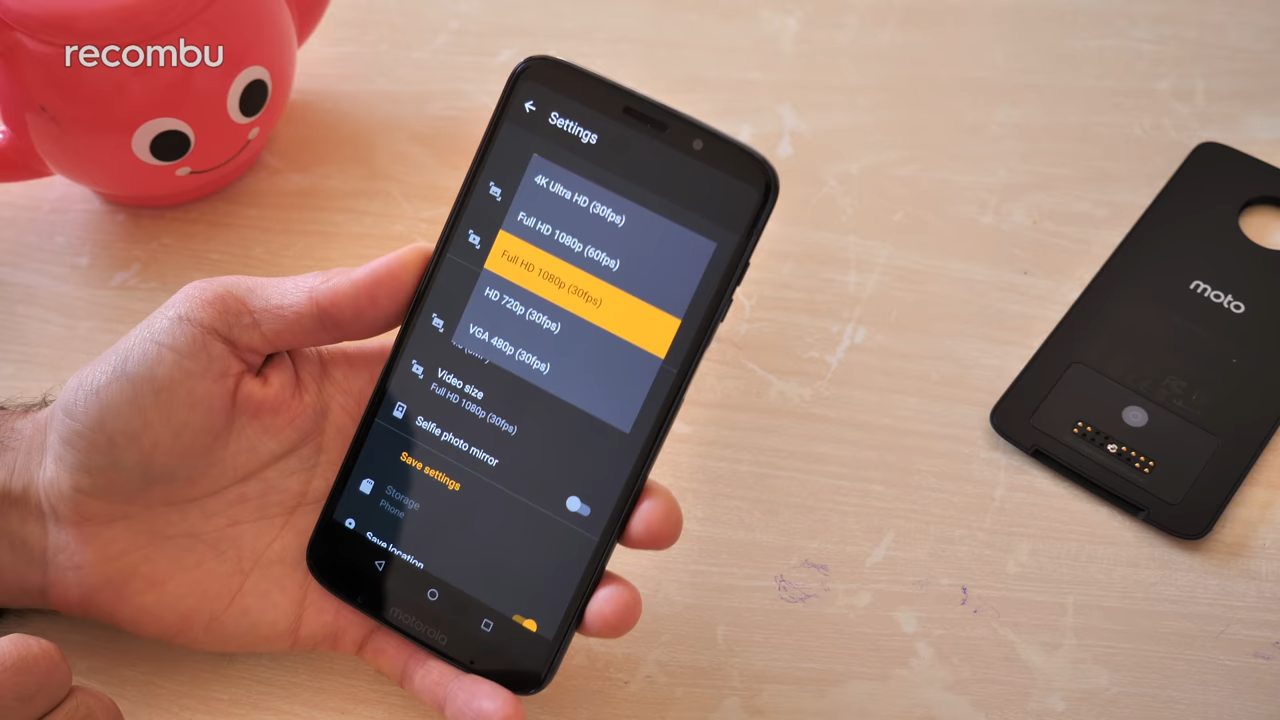 recombu
Settings
4K Ultra HD (30fps)
Full HD 1080p (60fps)
Full HD 1080p (30fps)
HD 720p (30fps)
VGA 480p (30fps)
Video size
Full HD 1080p (30fps)
Selfie photo mirror
Save settings
Storage
Phone
Save location
motorola
moto